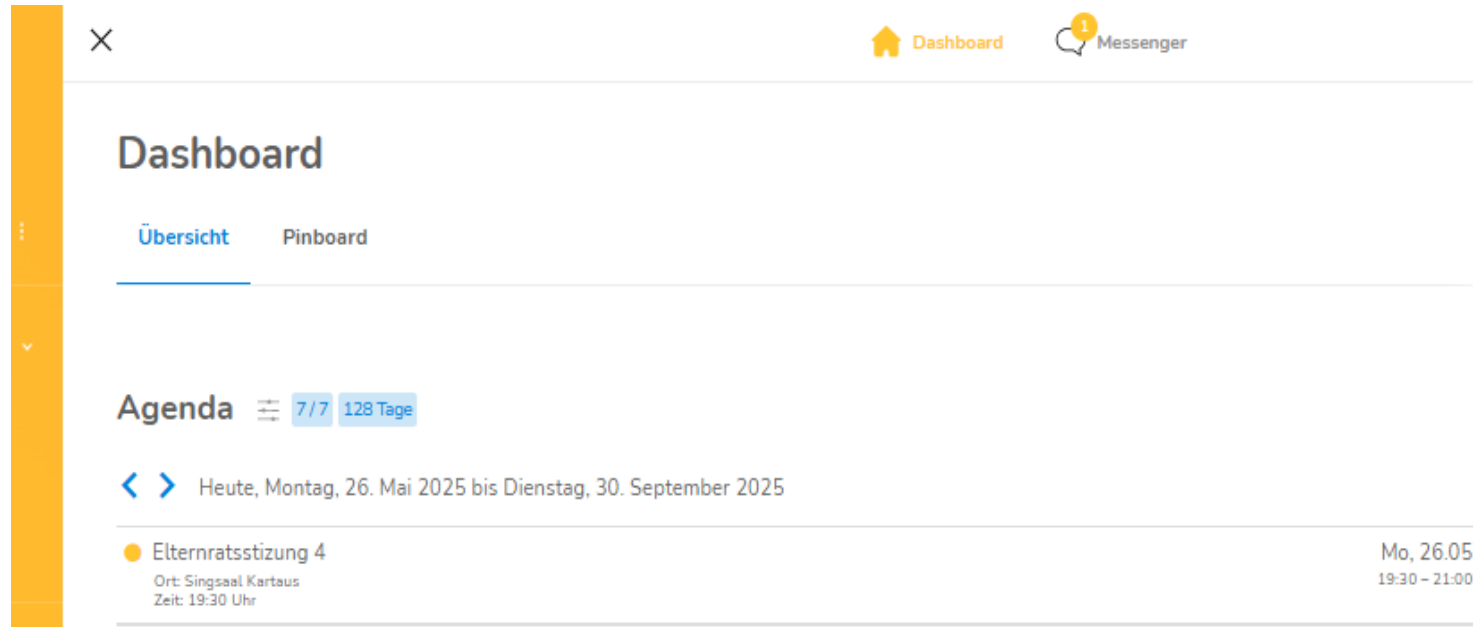 Dashboard
1
Messenger
Dashboard
Übersicht
Pinboard
Agenda 7/7 128 Tage
Heute, Montag, 26. Mai 2025 bis Dienstag, 30. September 2025
Elternratsstizung 4
Mo, 26.05
Ort: Singsaal Kartaus
19:30 – 21:00
Zeit: 19:30 Uhr